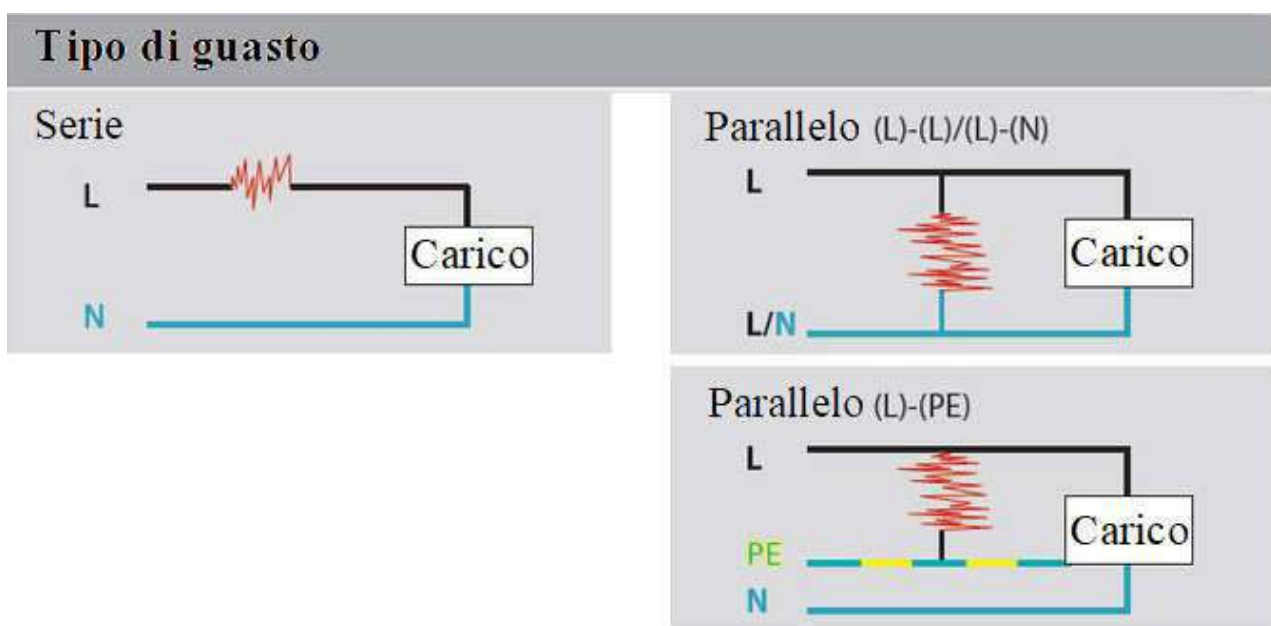 Tipo di guasto
Serie
L
Carico
N
Parallelo (L)-(L)/(L)-(N)
L
Carico
L/N
Parallelo (L)-(PE)
L
Carico
PE
N